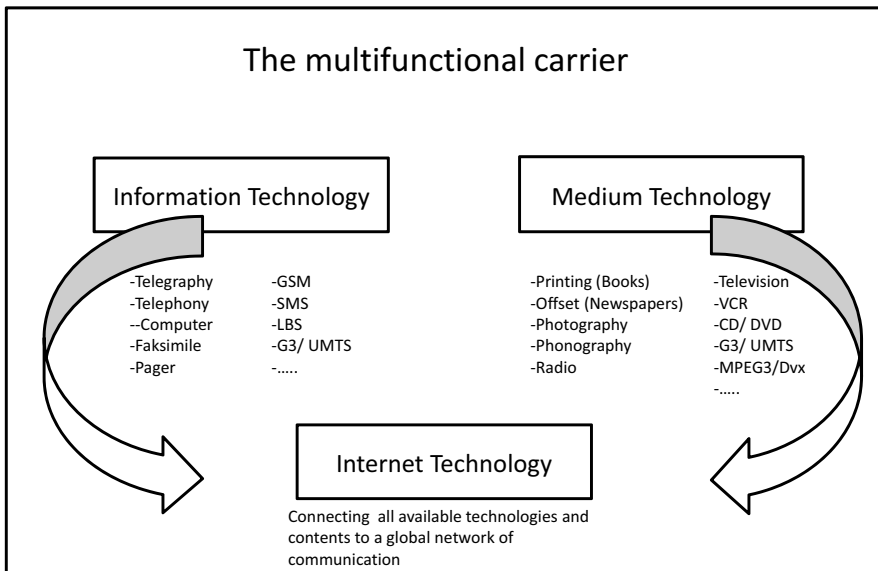 The multifunctional carrier
Information Technology
-Telegraphy
-Telephony
--Computer
-Faksimile
-Pager
-GSM
-SMS
-LBS
-G3/ UMTS
-.....
Medium Technology
-Printing (Books)
-Offset (Newspapers)
-Photography
-Phonography
-Radio
-Television
-VCR
-CD/ DVD
-G3/ UMTS
-MPEG3/Dvx
-.....
Internet Technology
Connecting  all available technologies and
contents to a global network of
communication